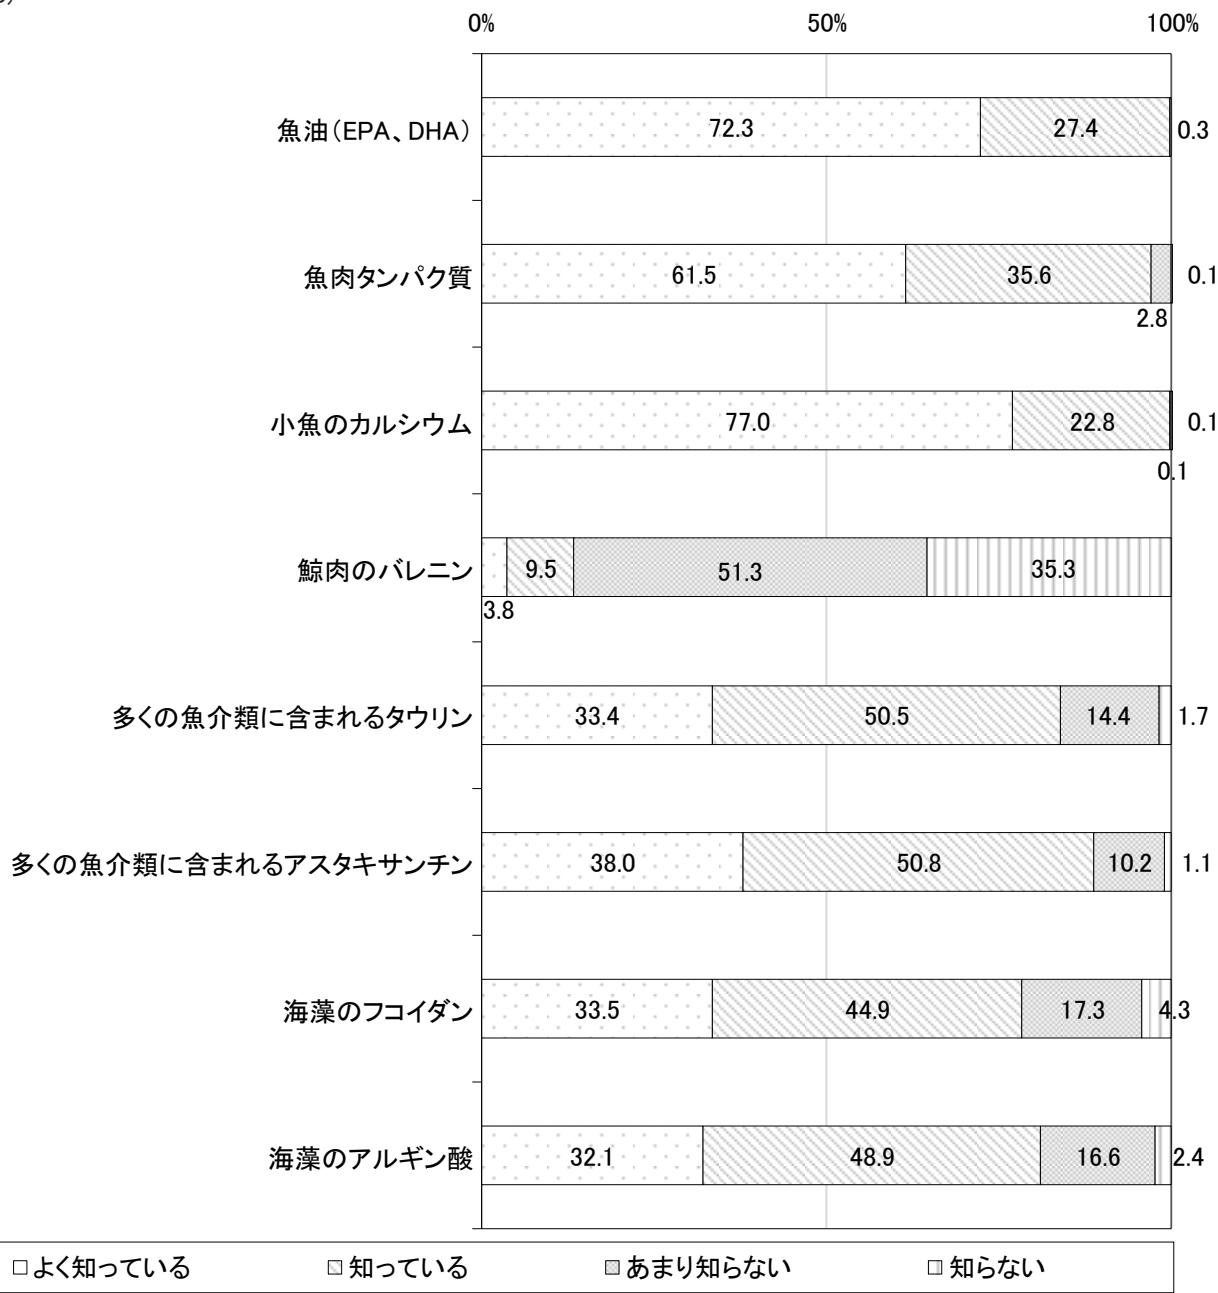 0% 50% 100%
魚油(EPA、DHA) 72.3 27.4 0.3
魚肉タンパク質 61.5 35.6 0.1
2.8
小魚のカルシウム 77.0 22.8 0.1
0.1
鯨肉のバレニン 9.5 51.3 35.3
3.8
多くの魚介類に含まれるタウリン 33.4 50.5 14.4 1.7
多くの魚介類に含まれるアスタキサンチン 38.0 50.8 10.2 1.1
海藻のフコイダン 33.5 44.9 17.3 4.3
海藻のアルギン酸 32.1 48.9 16.6 2.4
よく知っている 知っている あまり知らない 知らない